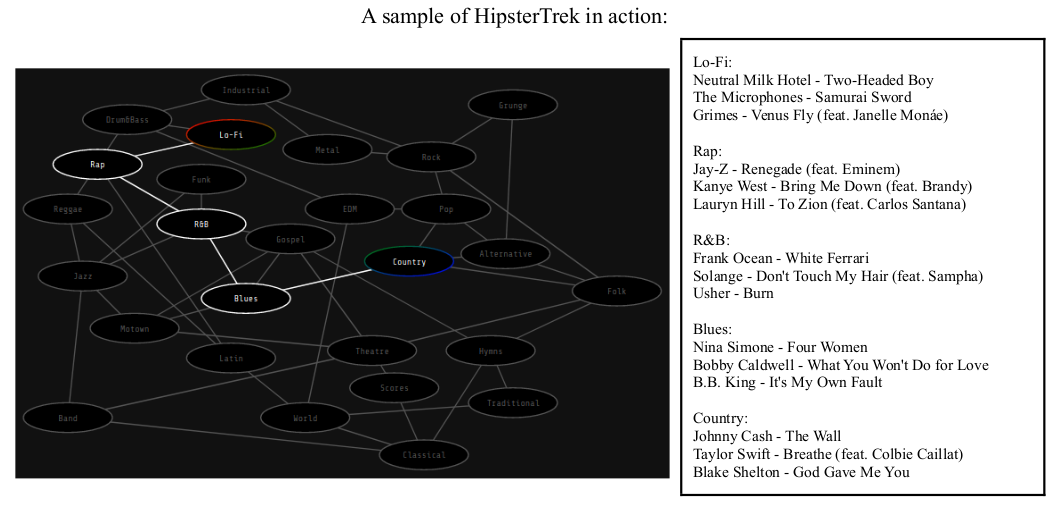 A sample of HipsterTrek in action:
Industrial
Grunge
Drum&Bass
Lo-Fi
Metal
Rock
Rap
Funk
Reggae
EDM
Pop
R&B
Gospel
Alternative
Country
Jazz
Folk
Blues
Motown
Latin
Theatre
Hymns
Scores
Traditional
Band
World
Classical
Lo-Fi:
Neutral Milk Hotel - Two-Headed Boy
The Microphones - Samurai Sword
Grimes - Venus Fly (feat. Janelle Monáe)
Rap:
Jay-Z - Renegade (feat. Eminem)
Kanye West - Bring Me Down (feat. Brandy)
Lauryn Hill - To Zion (feat. Carlos Santana)
R&B:
Frank Ocean - White Ferrari
Solange - Don't Touch My Hair (feat. Sampha)
Usher - Burn
Blues:
Nina Simone - Four Women
Bobby Caldwell - What You Won't Do for Love
B.B. King - It's My Own Fault
Country:
Johnny Cash - The Wall
Taylor Swift - Breathe (feat. Colbie Caillat)
Blake Shelton - God Gave Me You